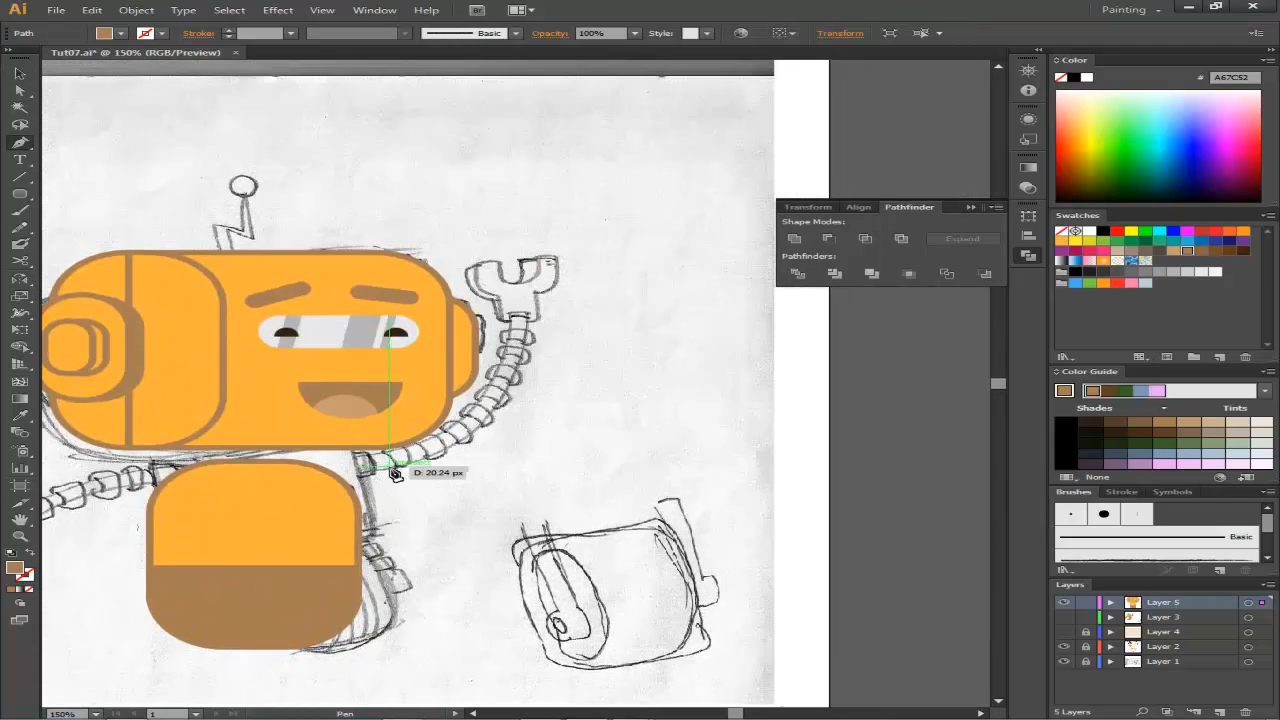 Ai File Edit Object Type Select Effect View Window Help Br Painting
Path Stroke: Basic Opacity: 100% Style: Transform
Tut07.ai* @ 150% (RGB/Preview) ×
Color
# A67C52
Transform Align Pathfinder
Shape Modes:
Expand
Pathfinders:
Swatches
Color Guide
Shades Tints
None
Brushes Stroke Symbols
Basic
Layers
Layer 5
Layer 3
Layer 4
Layer 2
Layer 1
5 Layers
D: 20.24 px
150% 1 Pen